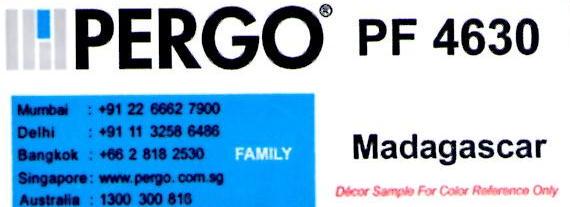 PERGO® PF 4630
Mumbai : +91 22 6662 7900
Delhi : +91 11 3258 6486
Bangkok : +66 2 818 2530
Singapore : www.pergo.com.sg
Australia : 1300 300 816
FAMILY
Madagascar
Décor Sample For Color Reference Only